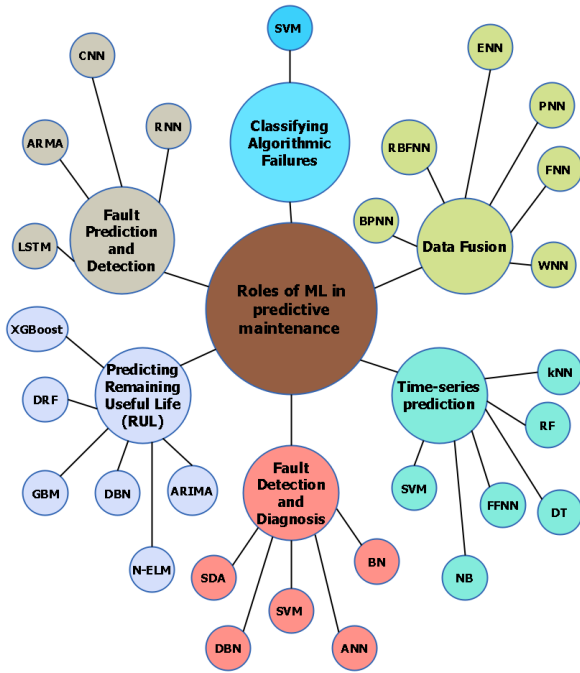 SVM
Classifying
Algorithmic
Failures
CNN
RNN
ARMA
LSTM
Fault
Prediction
and
Detection
ENN
PNN
RBFNN
FNN
BPNN
WNN
Data Fusion
Roles of ML in
predictive
maintenance
XGBoost
DRF
GBM
DBN
ARIMA
N-ELM
Predicting
Remaining
Useful Life
(RUL)
Time-series
prediction
kNN
RF
DT
FFNN
SVM
NB
Fault
Detection
and
Diagnosis
BN
SDA
SVM
DBN
ANN